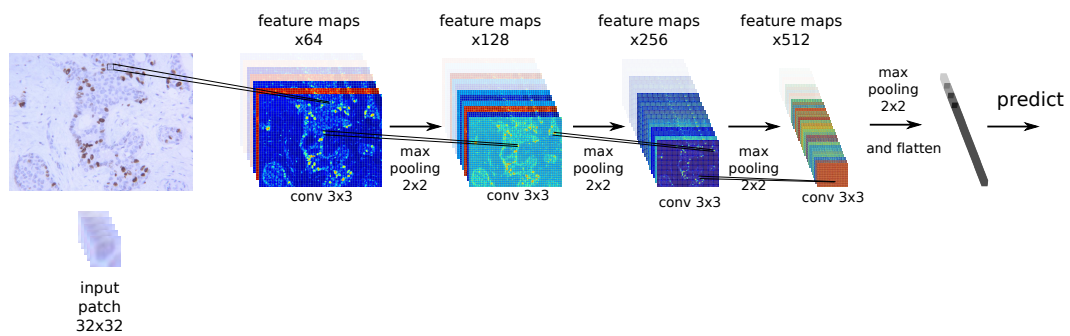 feature maps
x64
feature maps
x128
feature maps
x256
feature maps
x512
max
pooling
2x2
and flatten
predict
max
pooling
2x2
max
pooling
2x2
max
pooling
2x2
conv 3x3
conv 3x3
conv 3x3
conv 3x3
input
patch
32x32